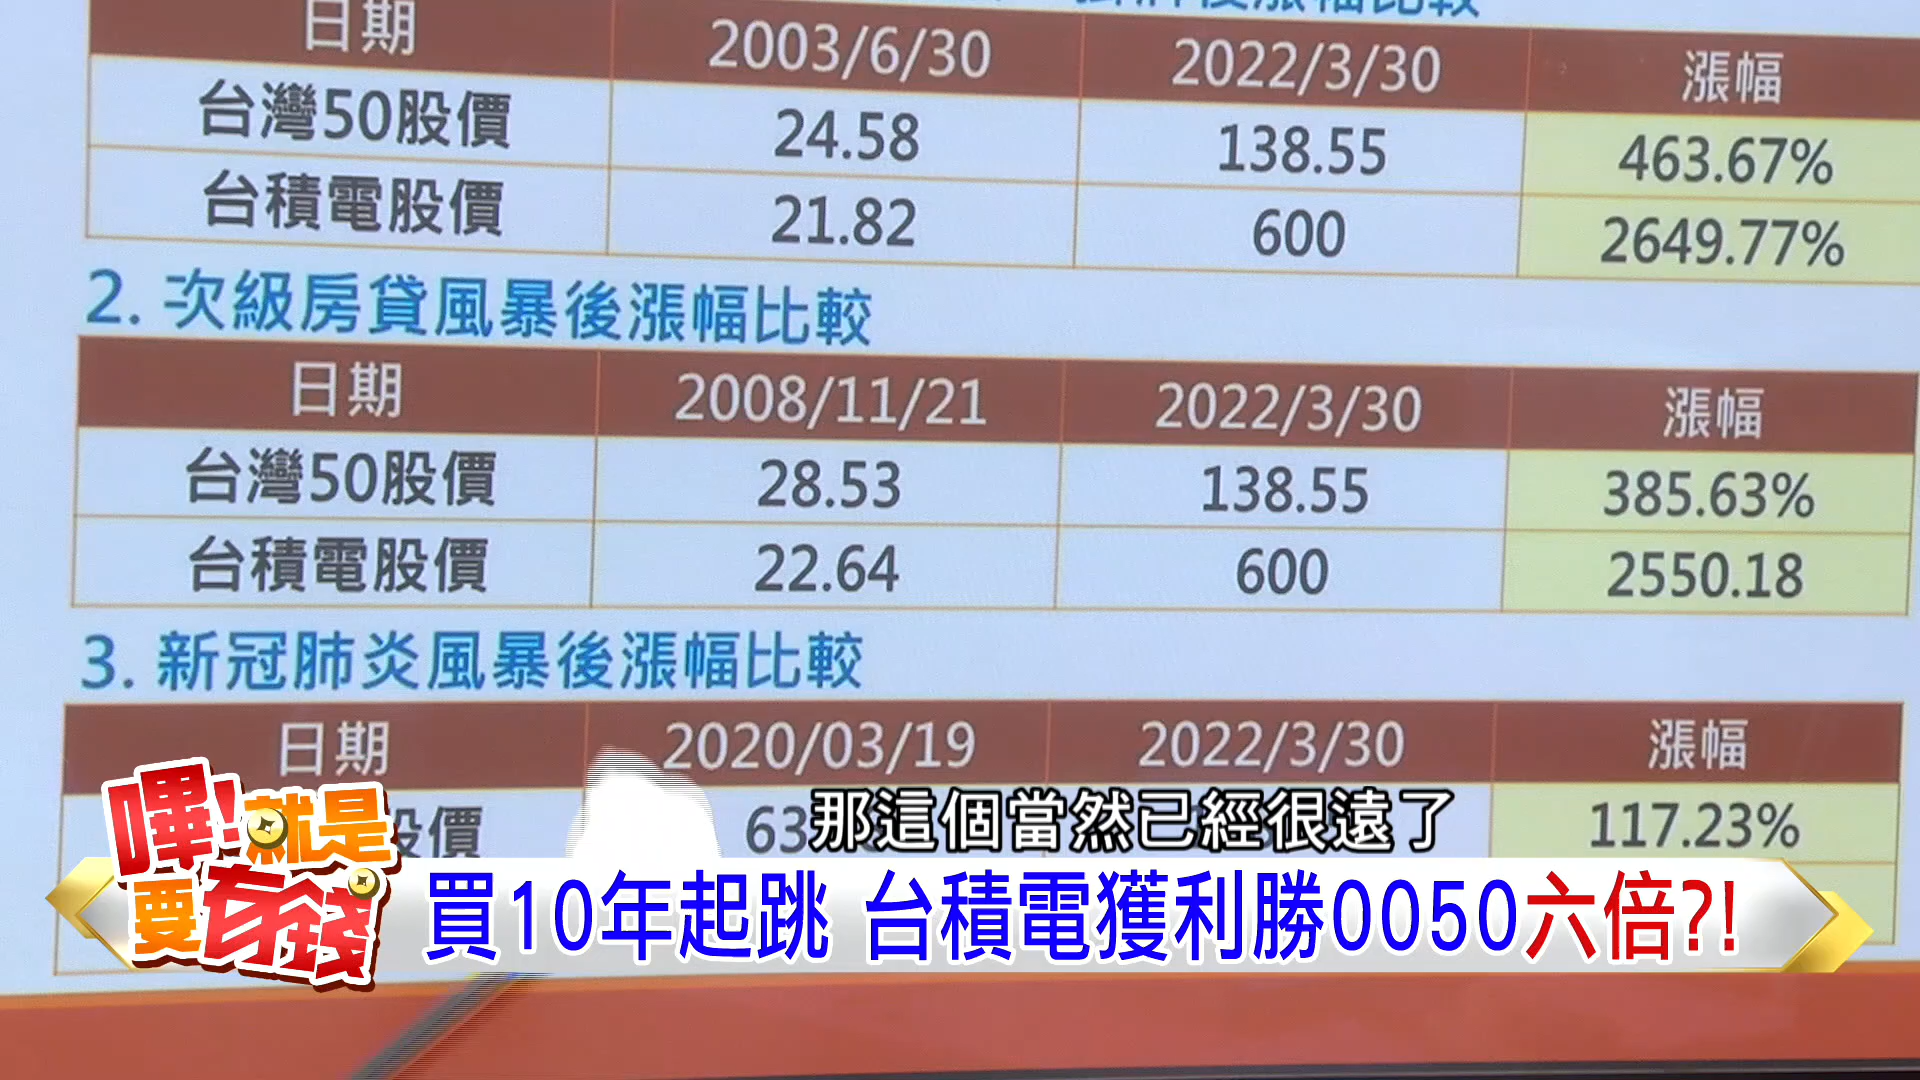 後漲幅比較
日期 2003/6/30 2022/3/30 漲幅
台灣50股價 24.58 138.55 463.67%
台積電股價 21.82 600 2649.77%
2. 次級房貸風暴後漲幅比較
日期 2008/11/21 2022/3/30 漲幅
台灣50股價 28.53 138.55 385.63%
台積電股價 22.64 600 2550.18
3. 新冠肺炎風暴後漲幅比較
日期 2020/03/19 2022/3/30 漲幅
股價 63 117.23%
那這個當然已經很遠了
嗶!就是
要有錢
買10年起跳 台積電獲利勝0050六倍?!